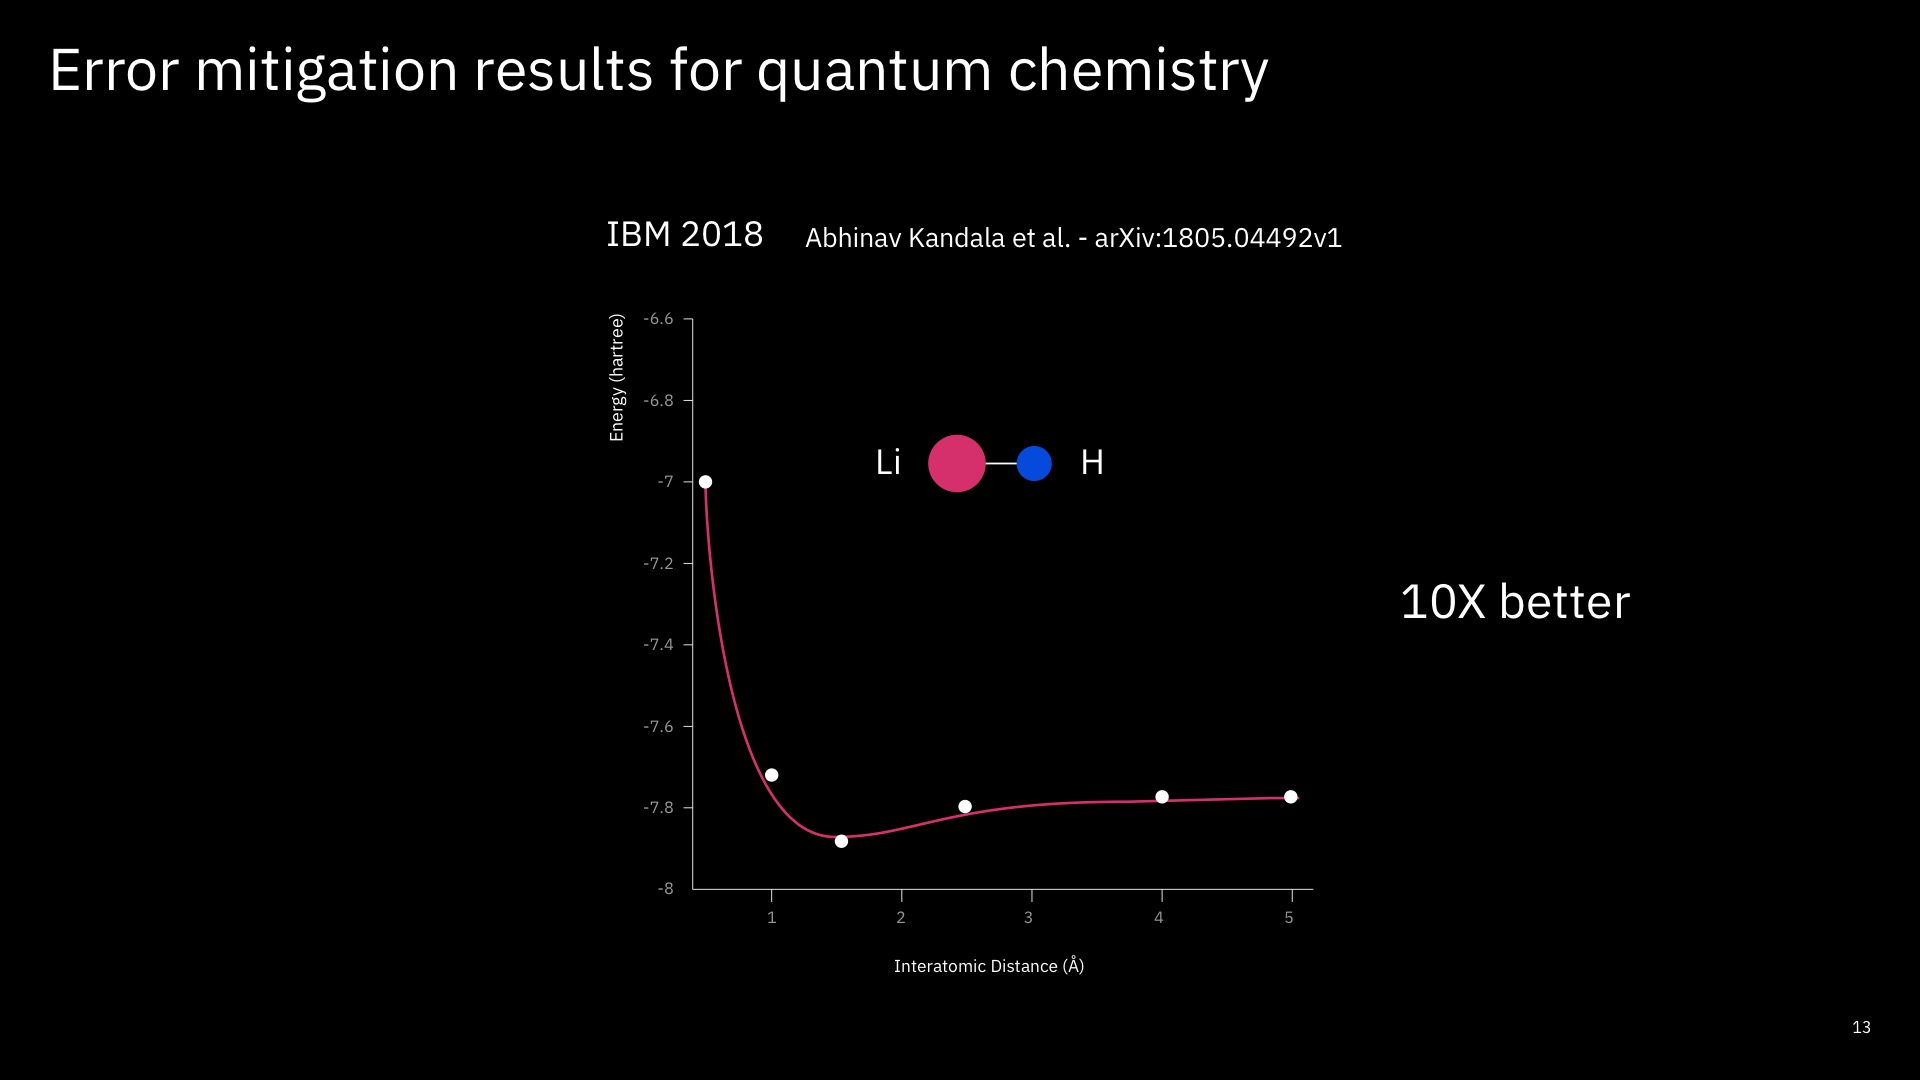 Error mitigation results for quantum chemistry
IBM 2018 Abhinav Kandala et al. - arXiv:1805.04492v1
Energy (hartree)
-6.6
-6.8
-7
-7.2
-7.4
-7.6
-7.8
-8
Li H
10X better
1 2 3 4 5
Interatomic Distance (Å)
13